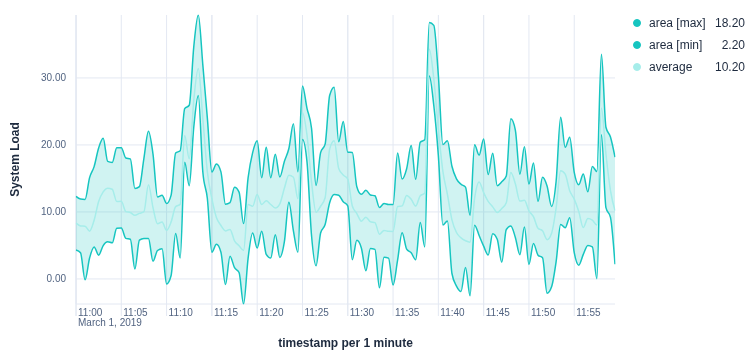 area [max] 18.20
area [min] 2.20
average 10.20
System Load
30.00
20.00
10.00
0.00
11:00 11:05 11:10 11:15 11:20 11:25 11:30 11:35 11:40 11:45 11:50 11:55
March 1, 2019
timestamp per 1 minute